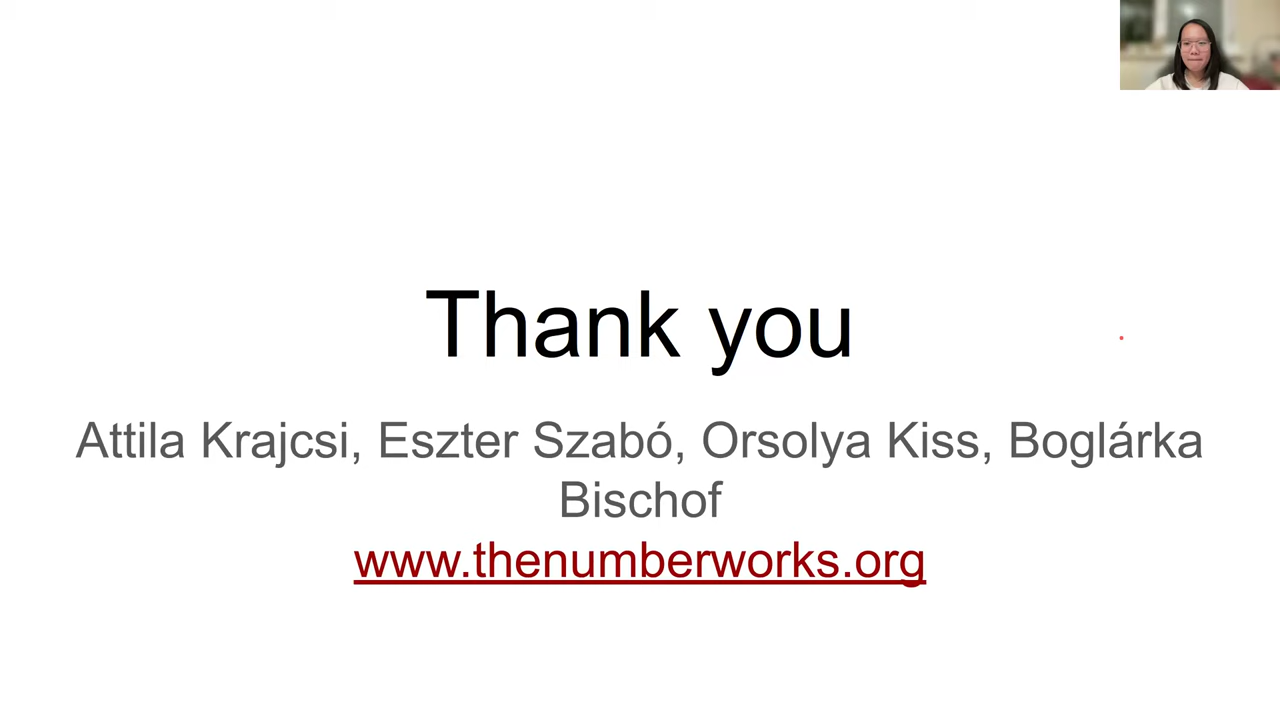 Thank you
Attila Krajcsi, Eszter Szabó, Orsolya Kiss, Boglárka
Bischof
www.thenumberworks.org